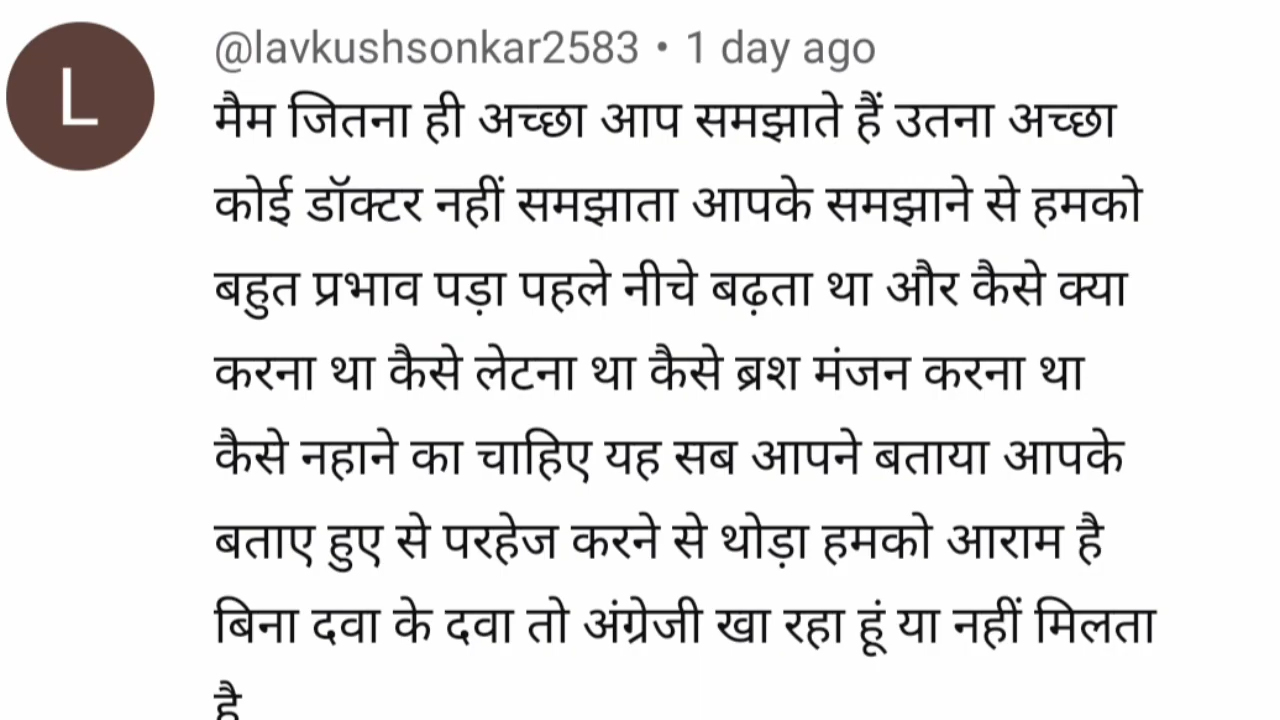 L
@lavkushsonkar2583 • 1 day ago
मैम जितना ही अच्छा आप समझाते हैं उतना अच्छा
कोई डॉक्टर नहीं समझाता आपके समझाने से हमको
बहुत प्रभाव पड़ा पहले नीचे बढ़ता था और कैसे क्या
करना था कैसे लेटना था कैसे ब्रश मंजन करना था
कैसे नहाने का चाहिए यह सब आपने बताया आपके
बताए हुए से परहेज करने से थोड़ा हमको आराम है
बिना दवा के दवा तो अंग्रेजी खा रहा हूं या नहीं मिलता
है